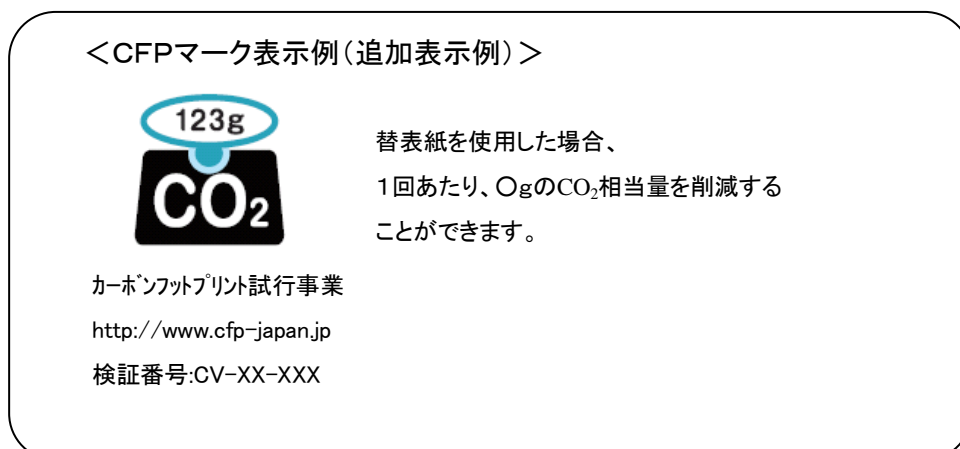 ＜CFPマーク表示例（追加表示例）＞
123g
CO₂
替表紙を使用した場合、
１回あたり、〇gのCO₂相当量を削減する
ことができます。
ｶｰﾎﾞﾝﾌｯﾄﾌﾟﾘﾝﾄ試行事業
http://www.cfp-japan.jp
検証番号:CV-XX-XXX